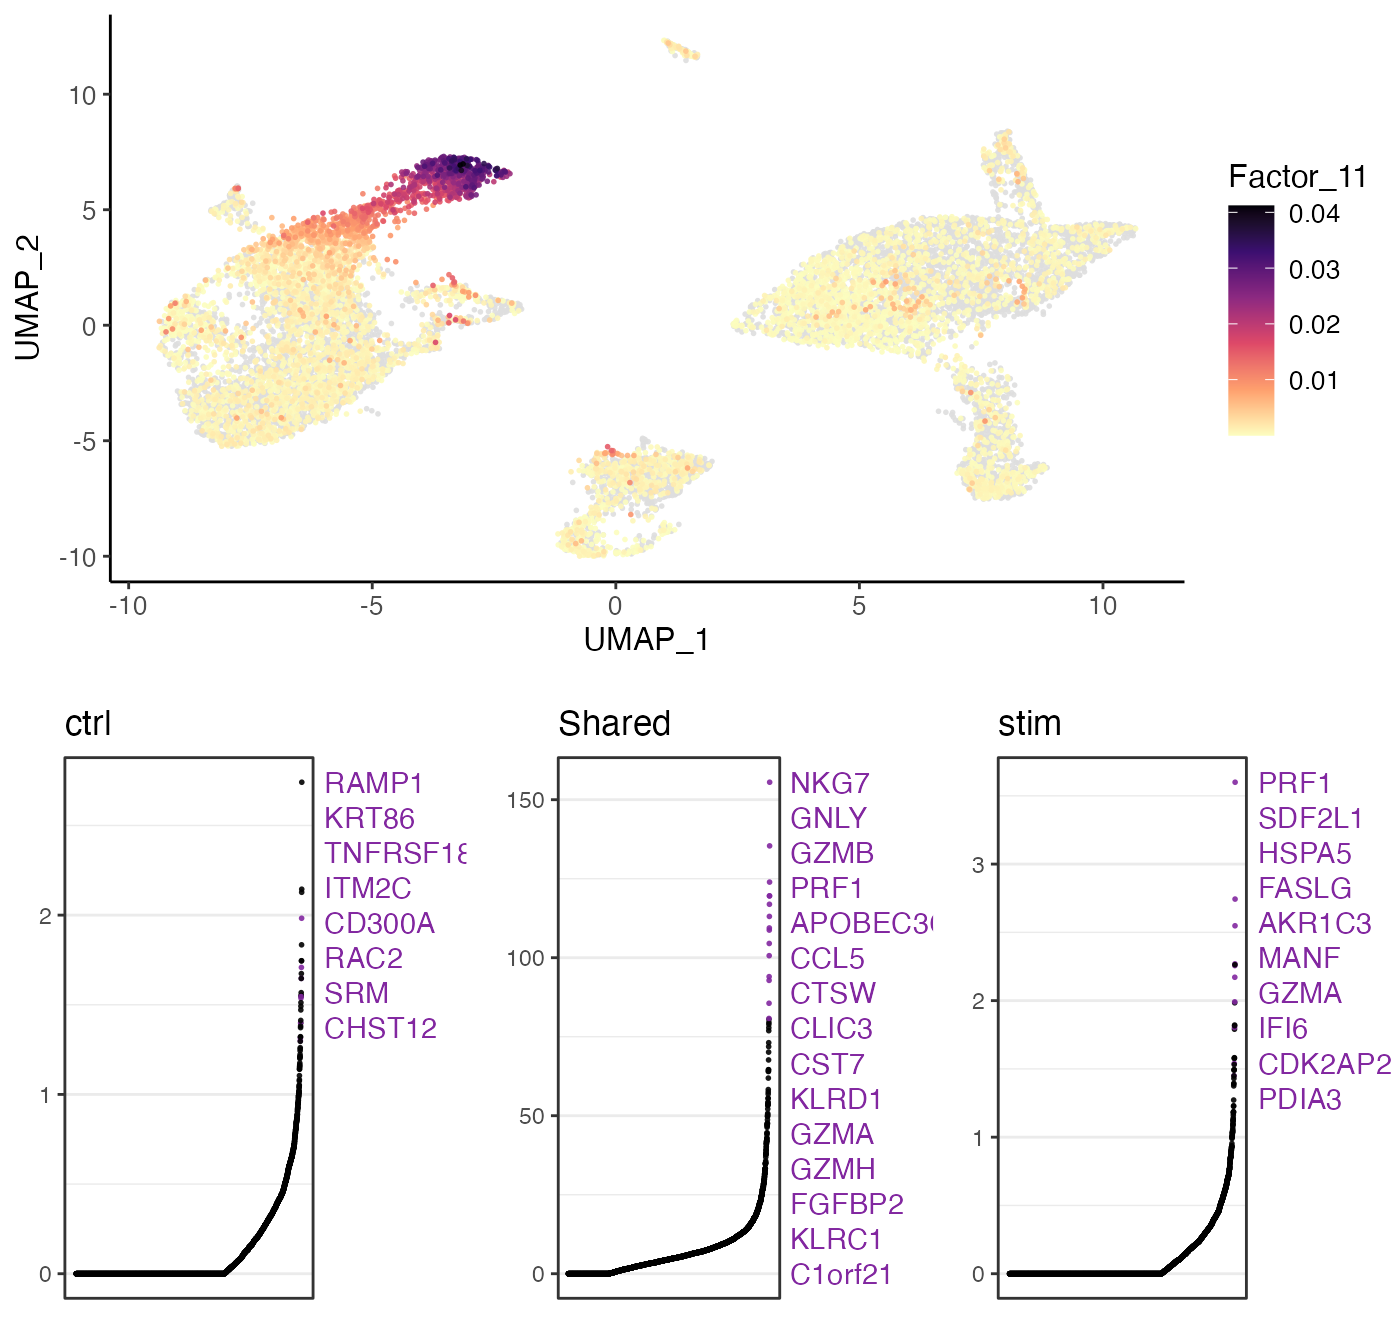 10
5
0
-5
-10
UMAP_2
-10
-5
0
5
10
UMAP_1
Factor_11
0.04
0.03
0.02
0.01
ctrl
2
1
0
RAMP1
KRT86
TNFRSF18
ITM2C
CD300A
RAC2
SRM
CHST12
Shared
150
100
50
0
NKG7
GNLY
GZMB
PRF1
APOBEC3
CCL5
CTSW
CLIC3
CST7
KLRD1
GZMA
GZMH
FGFBP2
KLRC1
C1orf21
stim
3
2
1
0
PRF1
SDF2L1
HSPA5
FASLG
AKR1C3
MANF
GZMA
IFI6
CDK2AP2
PDIA3